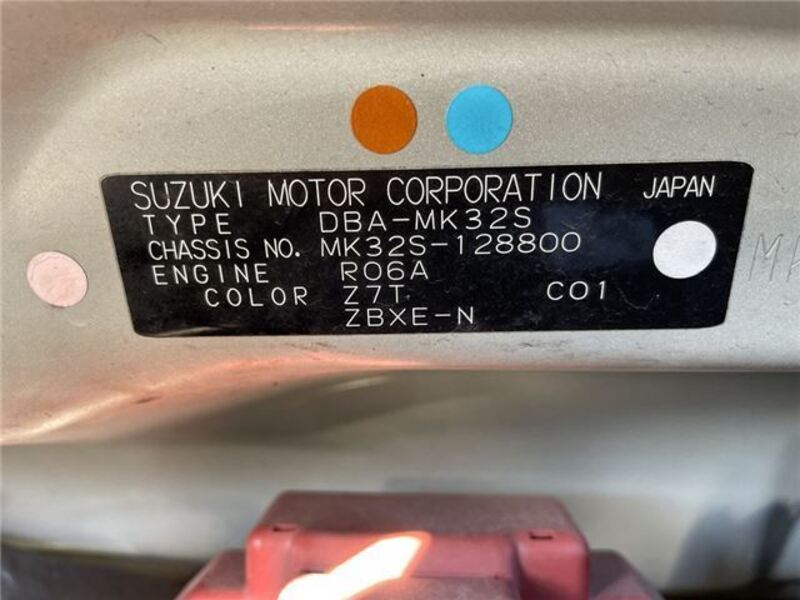 SUZUKI MOTOR CORPORATION JAPAN
TYPE DBA-MK32S
CHASSIS NO. MK32S-128800
ENGINE R06A
COLOR Z7T C01
ZBXE-N